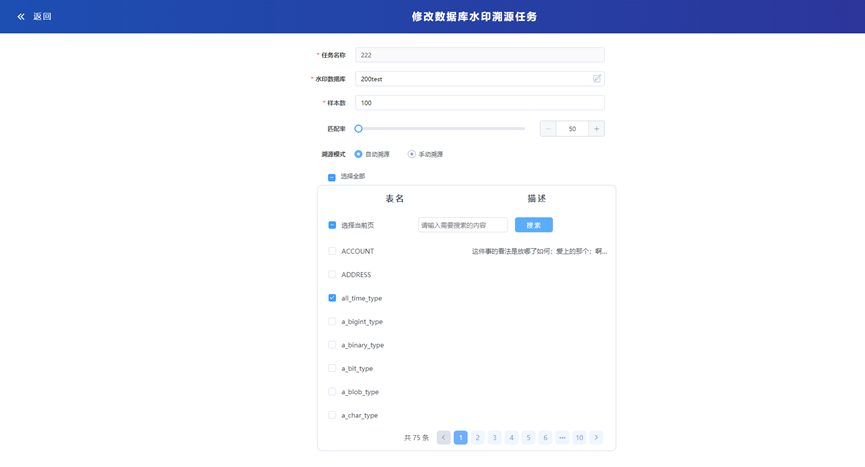 返回
修改数据库水印溯源任务
* 任务名称 222
* 水印数据库 200test
* 样本数 100
匹配率 50
溯源模式 自动溯源 手动溯源
选择全部
表名 描述
选择当前页 请输入需要搜索的内容 搜索
ACCOUNT 这件事的看法是放哪了如何；爱上的那个；啊...
ADDRESS
all_time_type
a_bigint_type
a_binary_type
a_bit_type
a_blob_type
a_char_type
共 75 条 1 2 3 4 5 6 ··· 10